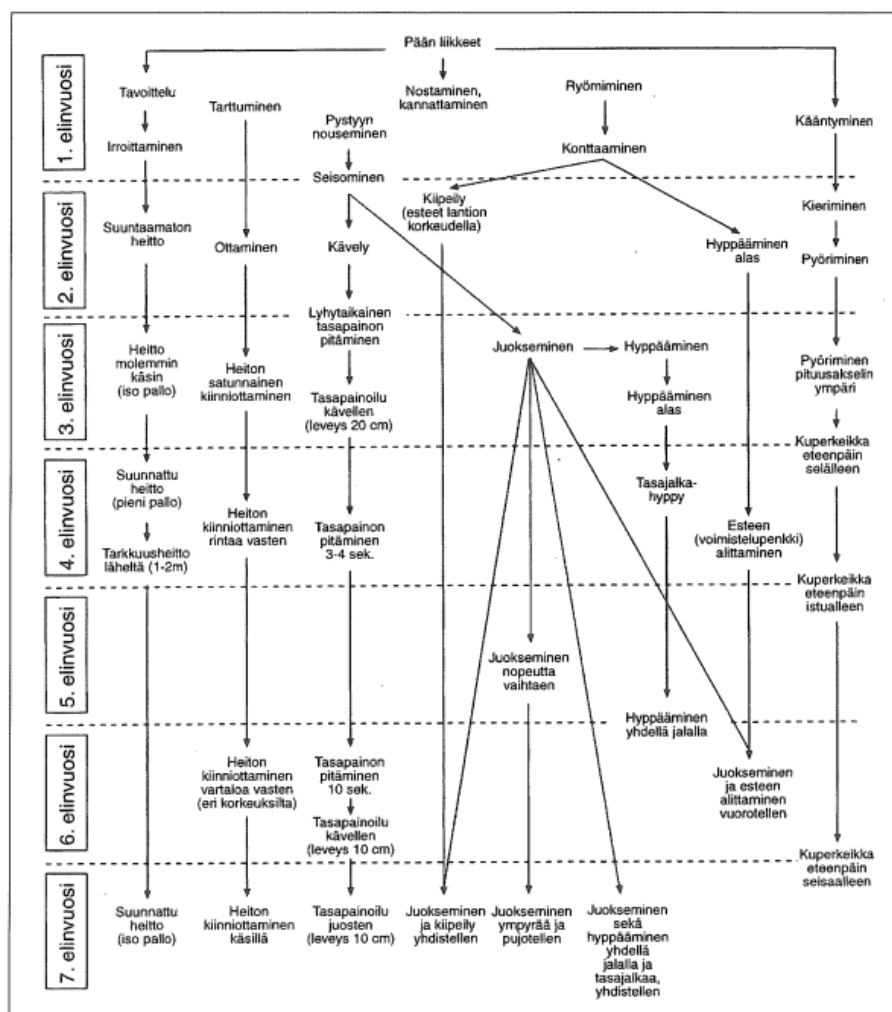 Pään liikkeet
1. elinvuosi
Tavoittelu
Irroittaminen
Tarttuminen
Pystyyn
nouseminen
Seisominen
Nostaminen,
kannattaminen
Ryömiminen
Konttaaminen
Kääntyminen
2. elinvuosi
Suuntaamaton
heitto
Ottaminen
Kävely
Kiipeily
(esteet lantion
korkeudella)
Hyppääminen
alas
Kieriminen
Pyöriminen
3. elinvuosi
Heitto
molemmin
käsin
(iso pallo)
Heiton
satunnainen
kiinniottaminen
Lyhytaikainen
tasapainon
pitäminen
Tasapainoilu
kävellen
(leveys 20 cm)
Juokseminen
Hyppääminen
Hyppääminen
alas
Pyöriminen
pituusakselin
ympäri
Kuperkeikka
eteenpäin
selälleen
4. elinvuosi
Suunnattu
heitto
(pieni pallo)
Tarkkuusheitto
läheltä (1-2m)
Heiton
kiinniottaminen
rintaa vasten
Tasapainon
pitäminen
3-4 sek.
Tasajalka-
hyppy
Esteen
(voimistelupenkki)
alittaminen
Kuperkeikka
eteenpäin
istualleen
5. elinvuosi
Juokseminen
nopeutta
vaihtaen
Hyppääminen
yhdellä jalalla
6. elinvuosi
Heiton
kiinniottaminen
vartaloa vasten
(eri korkeuksilta)
Tasapainon
pitäminen
10 sek.
Tasapainoilu
kävellen
(leveys 10 cm)
Juokseminen
ja esteen
alittaminen
vuorotellen
Kuperkeikka
eteenpäin
seisaalleen
7. elinvuosi
Suunnattu
heitto
(iso pallo)
Heiton
kiinniottaminen
käsillä
Tasapainoilu
juosten
(leveys 10 cm)
Juokseminen
ja kiipeily
yhdistellen
Juokseminen
ympyrää ja
pujotellen
Juokseminen
sekä
hyppääminen
yhdellä
jalalla ja
tasajalkaa,
yhdistellen